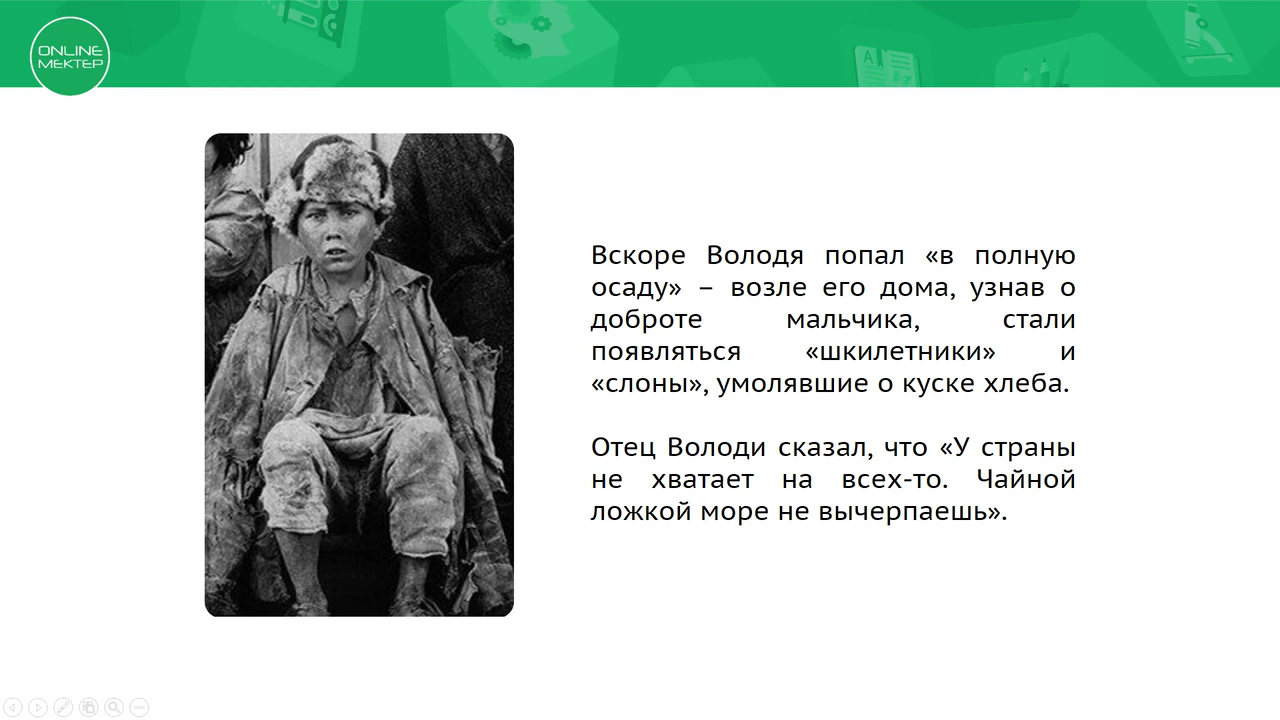 ONLINE
МЕКТЕР
Вскоре Володя попал «в полную
осаду» – возле его дома, узнав о
доброте мальчика, стали
появляться «шкилетники» и
«слоны», умолявшие о куске хлеба.
Отец Володи сказал, что «У страны
не хватает на всех-то. Чайной
ложкой море не вычерпаешь».